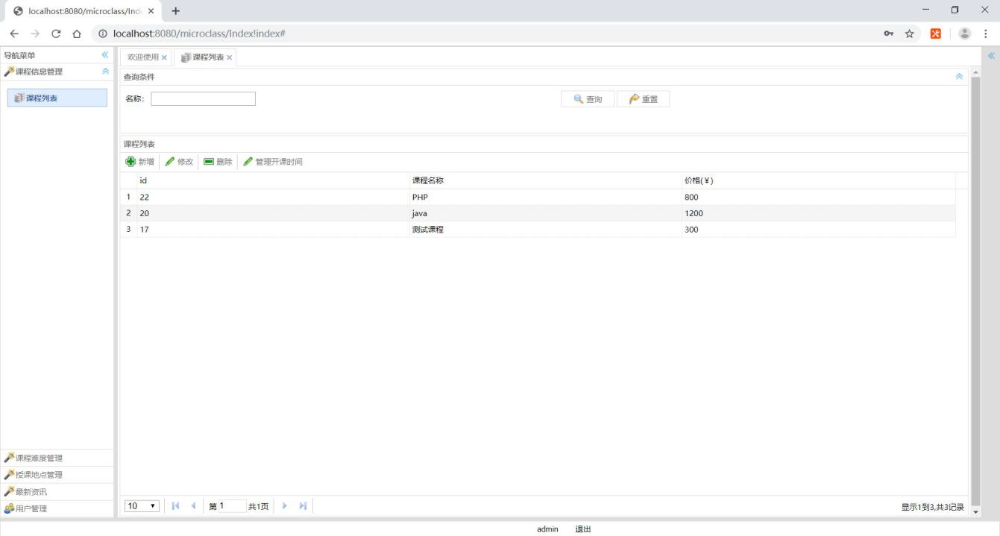 localhost:8080/microclass/Ind
localhost:8080/microclass/Index!index#
导航菜单
课程信息管理
课程列表
欢迎使用 课程列表
查询条件
名称: 查询 重置
课程列表
新增 修改 删除 管理开课时间
id 课程名称 价格(¥)
1 22 PHP 800
2 20 java 1200
3 17 测试课程 300
课程难度管理
授课地点管理
最新资讯
用户管理
10 第 1 共1页 显示1到3,共3记录
admin 退出